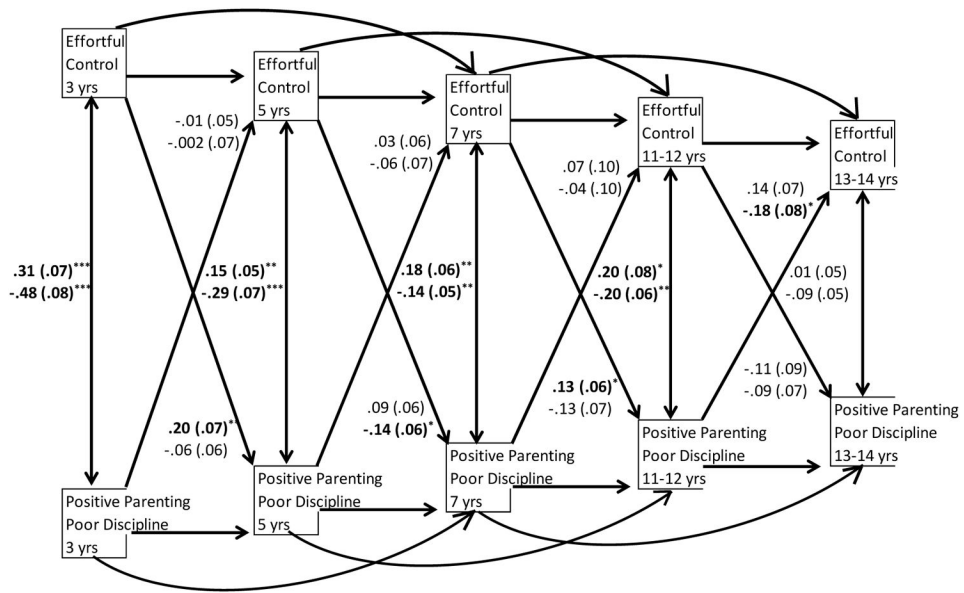 Effortful
Control
3 yrs
Effortful
Control
5 yrs
Effortful
Control
7 yrs
Effortful
Control
11-12 yrs
Effortful
Control
13-14 yrs
-.01 (.05)
-.002 (.07)
.03 (.06)
-.06 (.07)
.07 (.10)
-.04 (.10)
.14 (.07)
-.18 (.08)*
.31 (.07)***
-.48 (.08)***
.15 (.05)**
-.29 (.07)***
.18 (.06)**
-.14 (.05)**
.20 (.08)*
-.20 (.06)**
.01 (.05)
-.09 (.05)
.20 (.07)**
-.06 (.06)
.09 (.06)
-.14 (.06)*
.13 (.06)*
-.13 (.07)
-.11 (.09)
-.09 (.07)
Positive Parenting
Poor Discipline
3 yrs
Positive Parenting
Poor Discipline
5 yrs
Positive Parenting
Poor Discipline
7 yrs
Positive Parenting
Poor Discipline
11-12 yrs
Positive Parenting
Poor Discipline
13-14 yrs